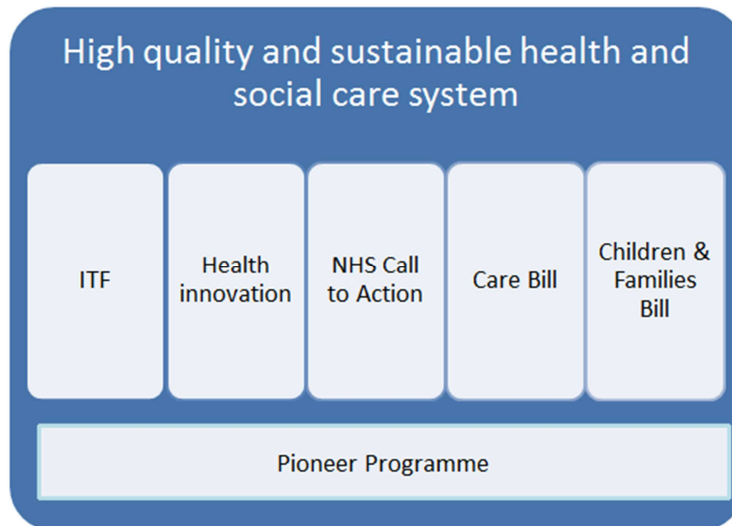 High quality and sustainable health and
social care system
ITF
Health
innovation
NHS Call
to Action
Care Bill
Children &
Families
Bill
Pioneer Programme